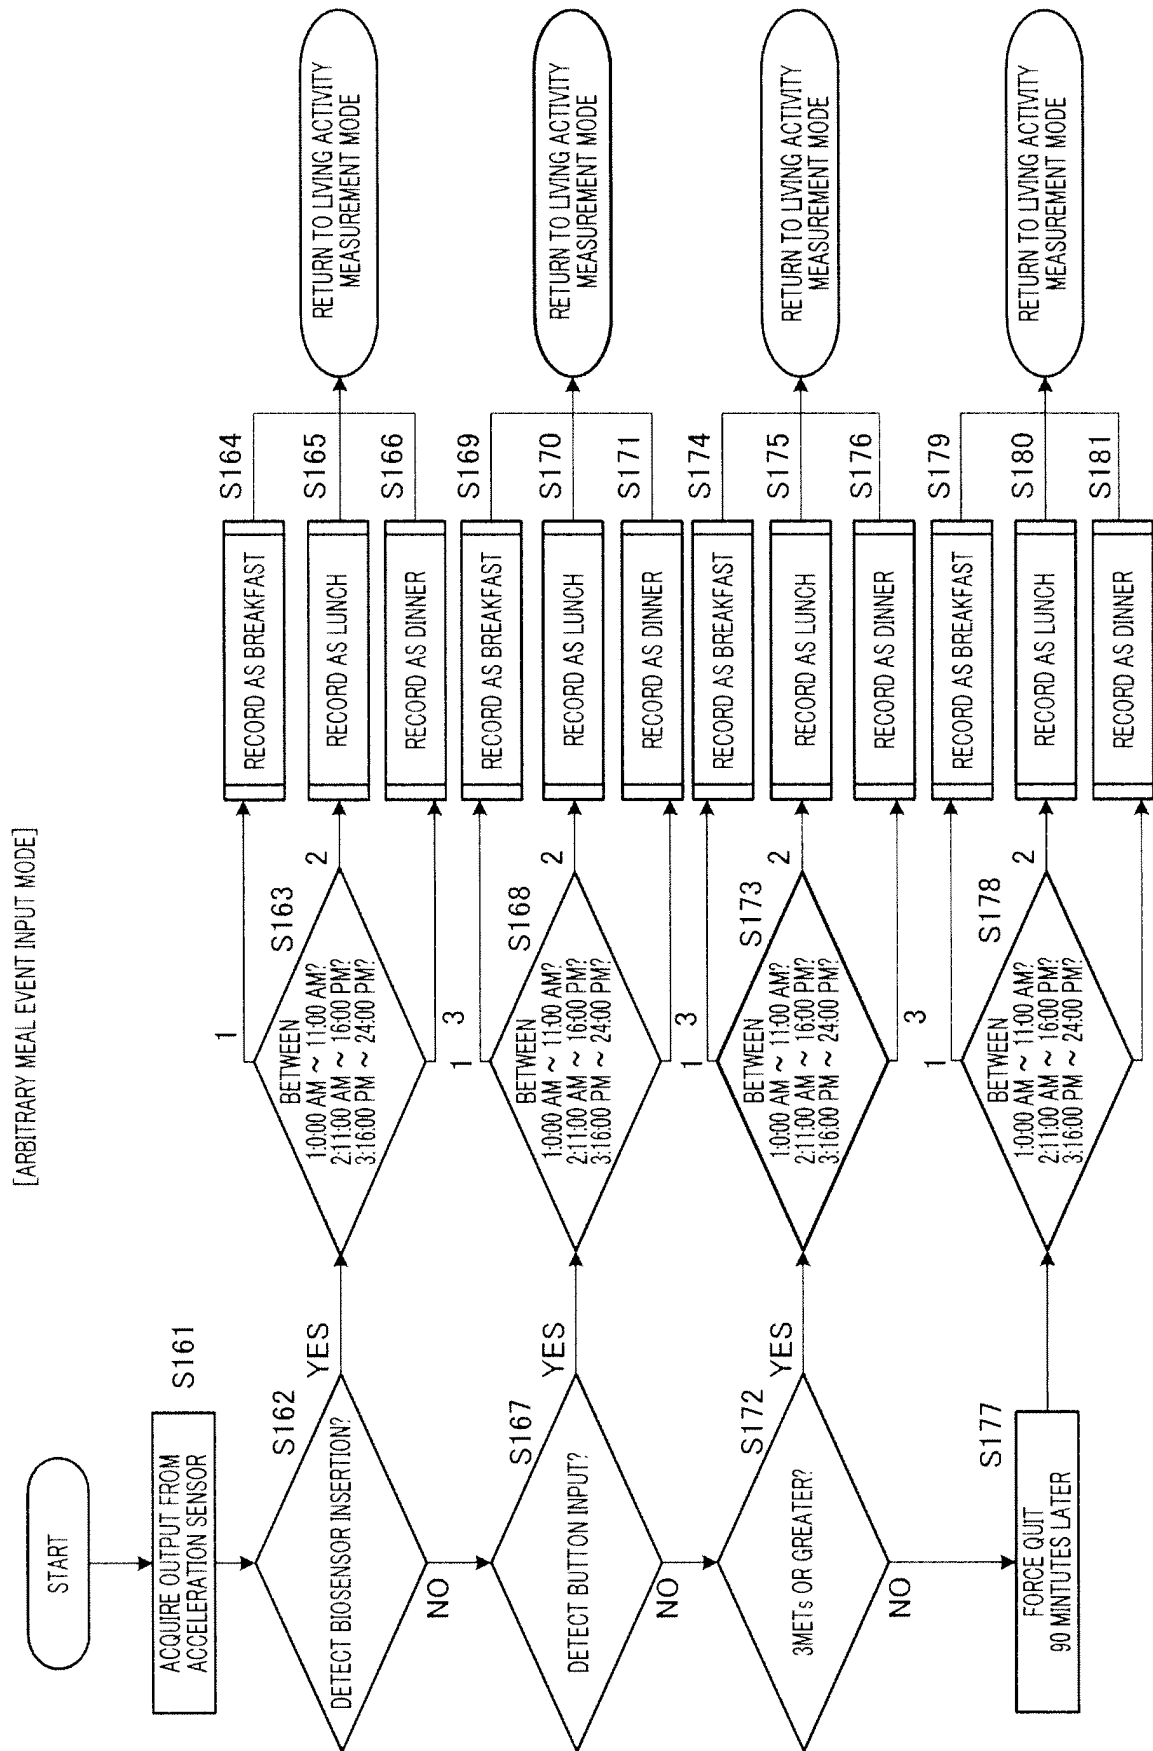 [ARBITRARY MEAL EVENT INPUT MODE]
START
ACQUIRE OUTPUT FROM
ACCELERATION SENSOR
S161
DETECT BIOSENSOR INSERTION?
S162
YES
NO
BETWEEN
1:0:00 AM ~ 11:00 AM?
2:11:00 AM ~ 16:00 PM?
3:16:00 PM ~ 24:00 PM?
S163
1
2
3
RECORD AS BREAKFAST
S164
RECORD AS LUNCH
S165
RECORD AS DINNER
S166
RETURN TO LIVING ACTIVITY
MEASUREMENT MODE
DETECT BUTTON INPUT?
S167
YES
NO
BETWEEN
1:0:00 AM ~ 11:00 AM?
2:11:00 AM ~ 16:00 PM?
3:16:00 PM ~ 24:00 PM?
S168
1
2
3
RECORD AS BREAKFAST
S169
RECORD AS LUNCH
S170
RECORD AS DINNER
S171
RETURN TO LIVING ACTIVITY
MEASUREMENT MODE
3METs OR GREATER?
S172
YES
NO
BETWEEN
1:0:00 AM ~ 11:00 AM?
2:11:00 AM ~ 16:00 PM?
3:16:00 PM ~ 24:00 PM?
S173
1
2
3
RECORD AS BREAKFAST
S174
RECORD AS LUNCH
S175
RECORD AS DINNER
S176
RETURN TO LIVING ACTIVITY
MEASUREMENT MODE
FORCE QUIT
90 MINTUTES LATER
S177
BETWEEN
1:0:00 AM ~ 11:00 AM?
2:11:00 AM ~ 16:00 PM?
3:16:00 PM ~ 24:00 PM?
S178
1
2
RECORD AS BREAKFAST
S179
RECORD AS LUNCH
S180
RECORD AS DINNER
S181
RETURN TO LIVING ACTIVITY
MEASUREMENT MODE